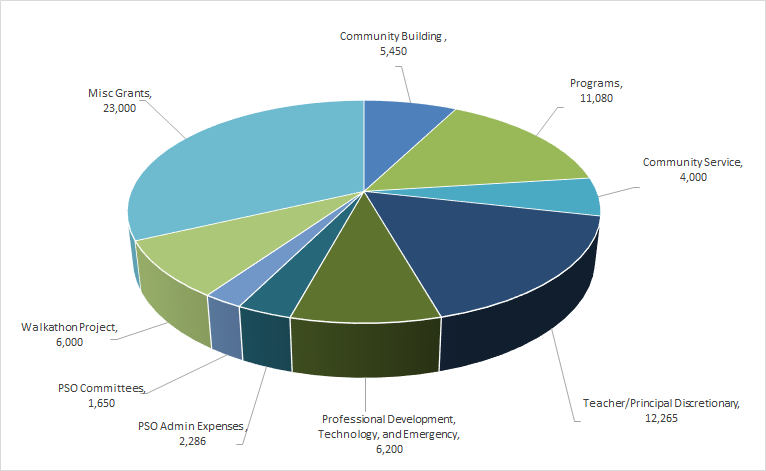 Community Building ,
5,450
Programs,
11,080
Community Service,
4,000
Teacher/Principal Discretionary,
12,265
Professional Development,
Technology, and Emergency,
6,200
PSO Admin Expenses ,
2,286
PSO Committees,
1,650
Walkathon Project,
6,000
Misc Grants,
23,000